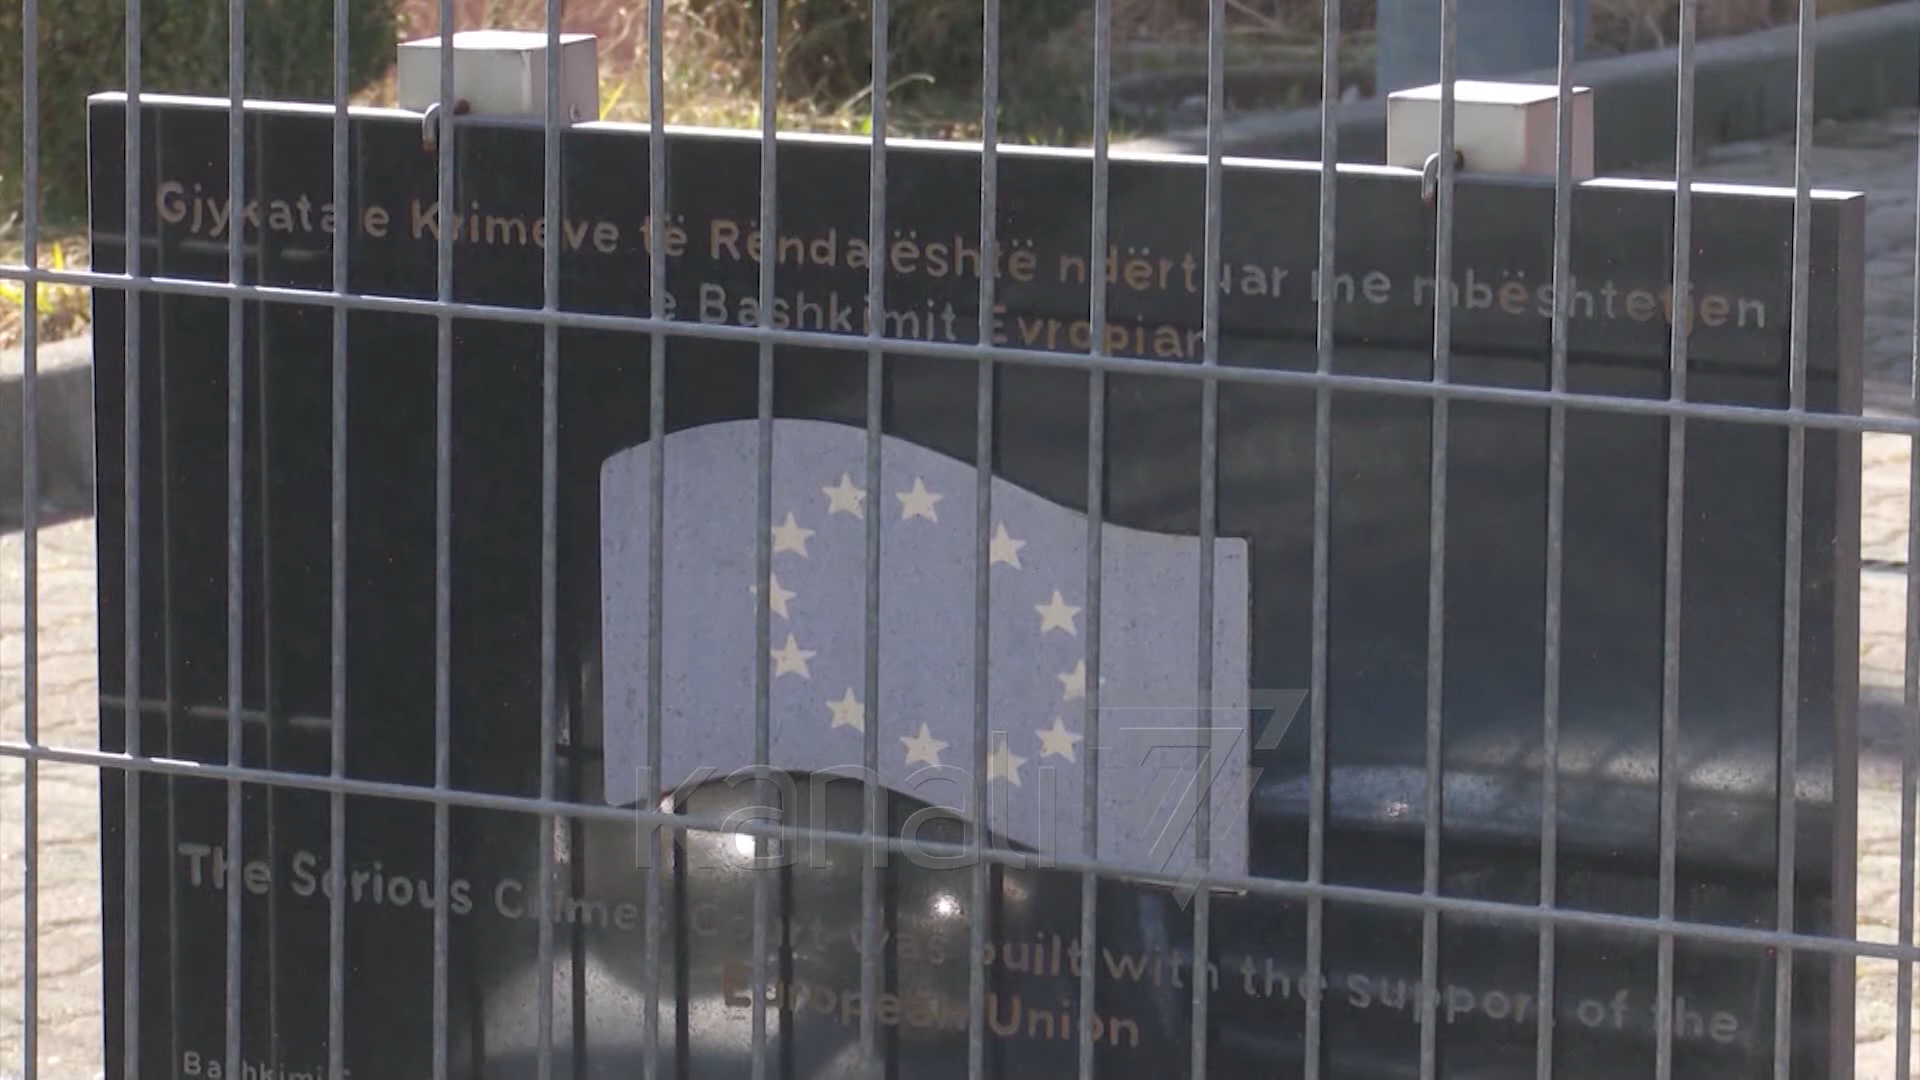 Gjykata e Krimeve të Rënda është ndërtuar me mbështetjen
e Bashkimit Evropian
kanali 7
The Serious Crimes Court was built with the support of the
European Union